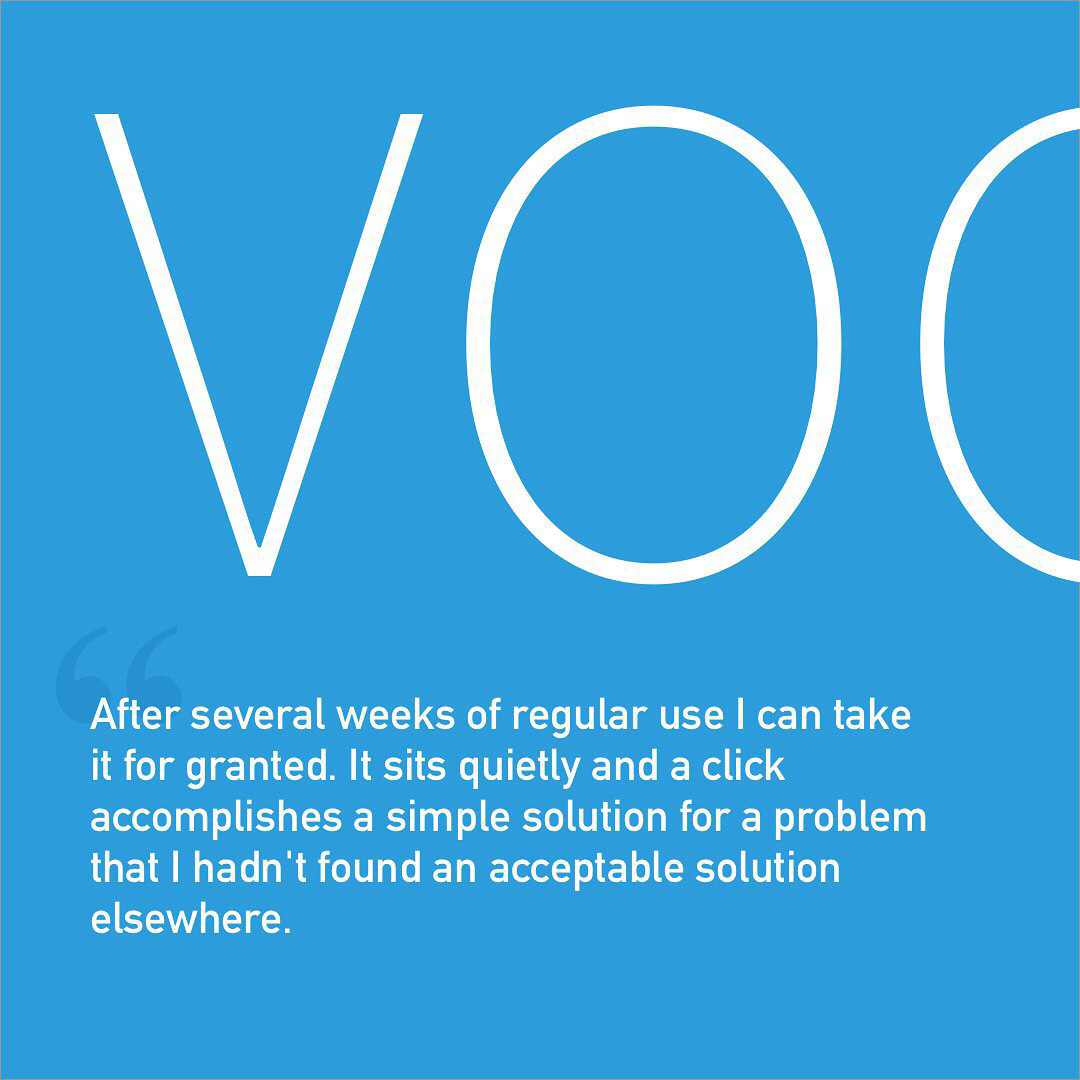 VO
After several weeks of regular use I can take
it for granted. It sits quietly and a click
accomplishes a simple solution for a problem
that I hadn't found an acceptable solution
elsewhere.